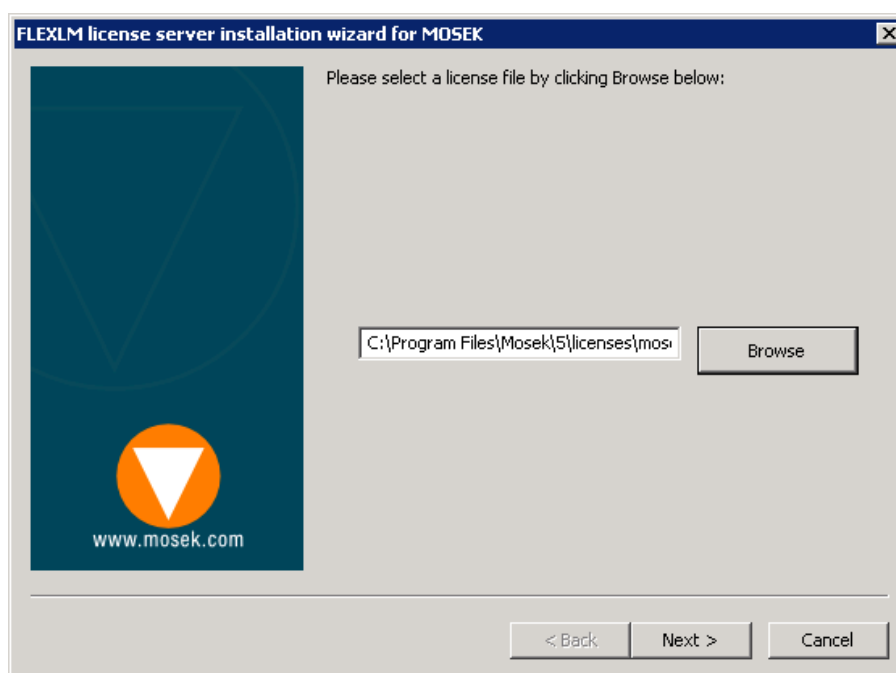 FLEXLM license server installation wizard for MOSEK
Please select a license file by clicking Browse below:
C:\Program Files\Mosek\5\licenses\mos
Browse
www.mosek.com
< Back
Next >
Cancel